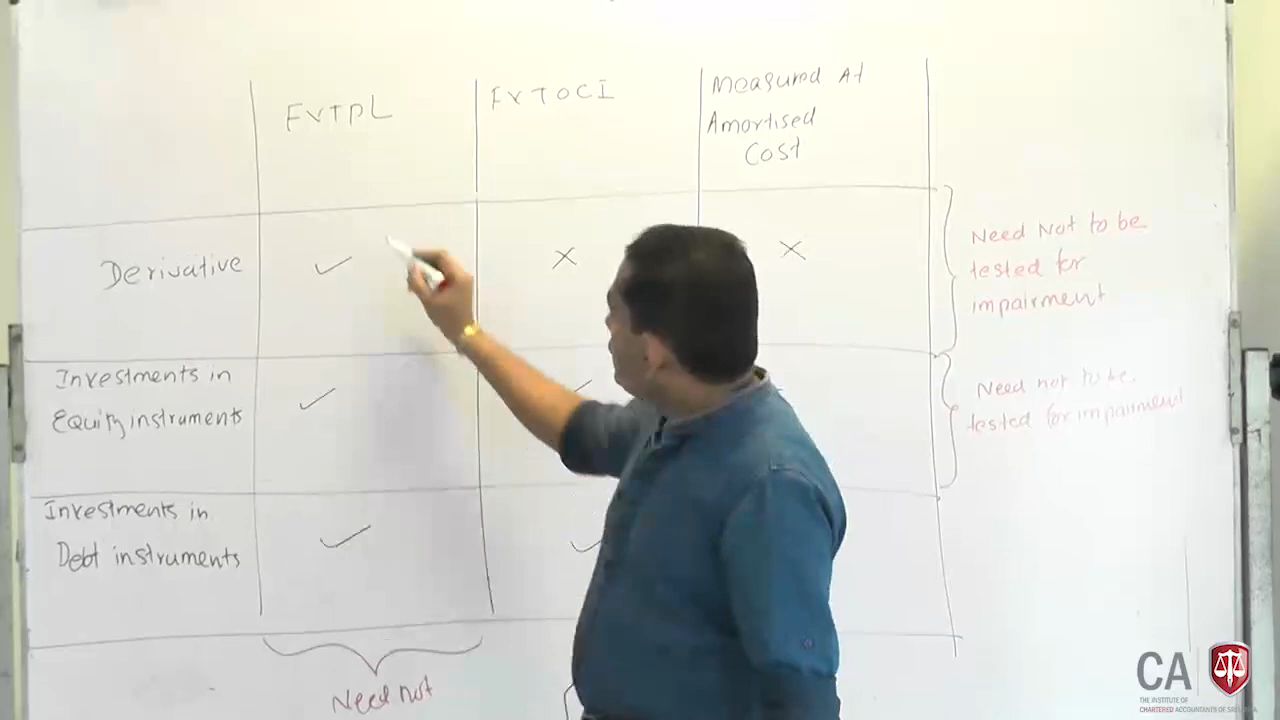 FVTPL
FVTOCI
Measured At
Amortised
Cost
Derivative
Need Not to be
tested for
impairment
Investments in
Equity instruments
Need not to be
tested for impairment
Investments in
Debt instruments
Need not
CA
THE INSTITUTE OF
CHARTERED ACCOUNTANTS OF SRI LANKA